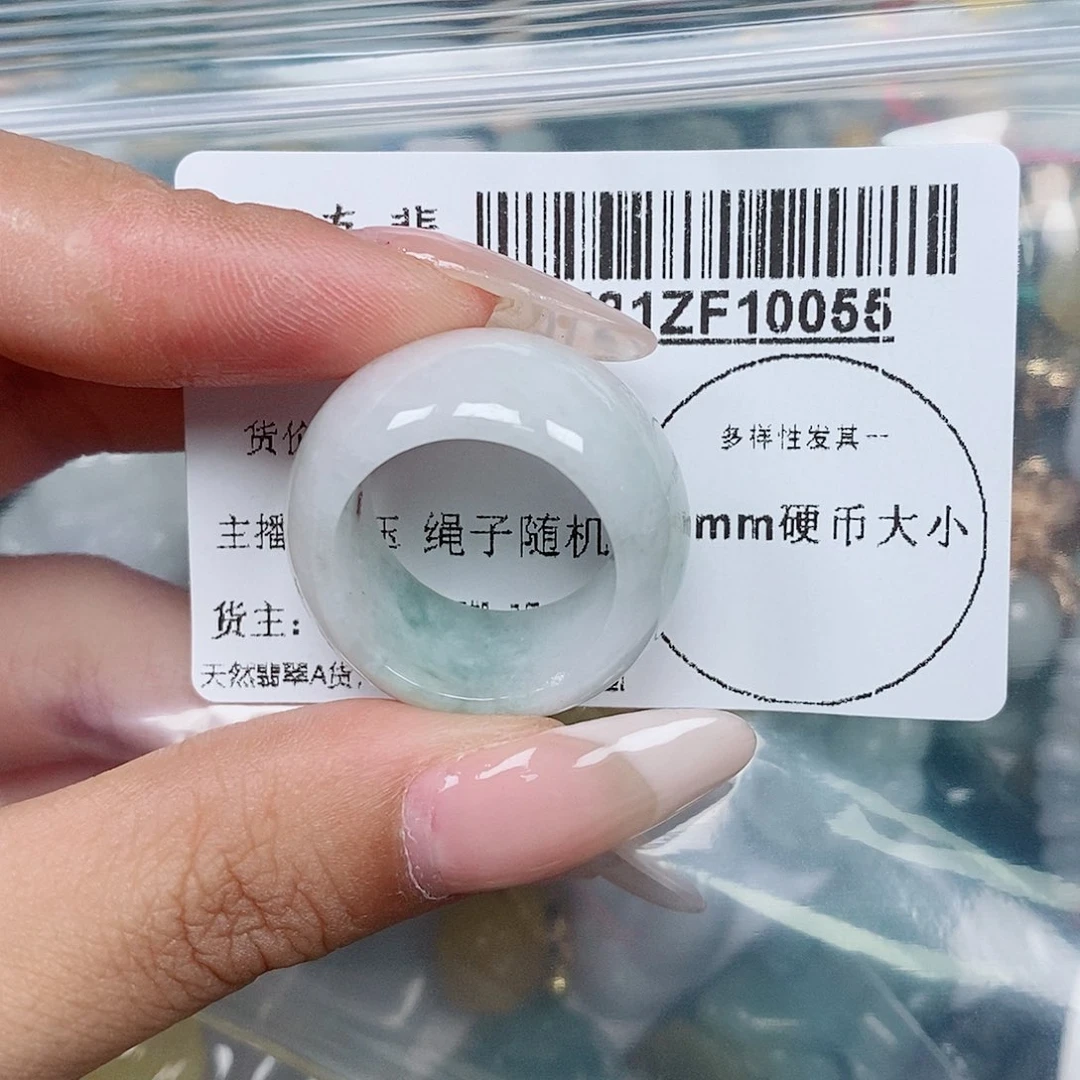 1ZF10055
货价
多样性发其一
主播
玉 绳子随机
mm硬币大小
货主:
天然翡翠A货,